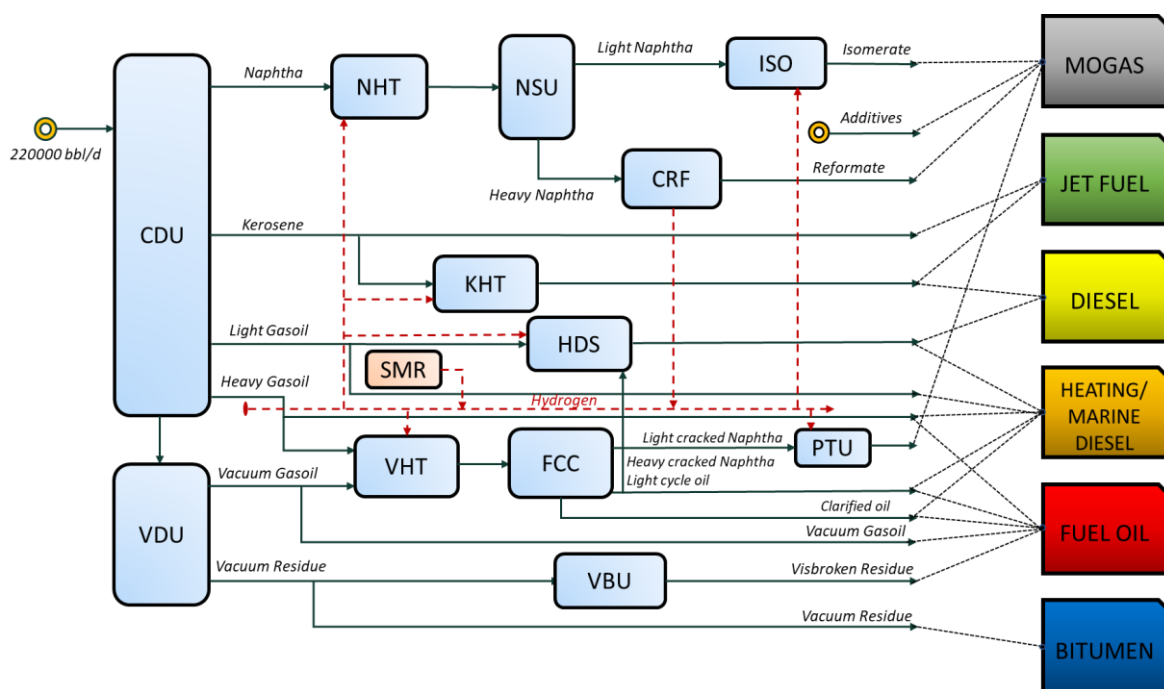 Light Naphtha
Isomerate
ISO
MOGAS
Naphtha
NHT
NSU
Additives
220000 bbl/d
Reformate
Heavy Naphtha
CRF
JET FUEL
CDU
Kerosene
KHT
DIESEL
Light Gasoil
HDS
SMR
Heavy Gasoil
Hydrogen
HEATING/
MARINE
DIESEL
Light cracked Naphtha
PTU
VHT
FCC
Heavy cracked Naphtha
Light cycle oil
Vacuum Gasoil
Clarified oil
Vacuum Gasoil
FUEL OIL
VDU
Vacuum Residue
VBU
Visbroken Residue
Vacuum Residue
BITUMEN